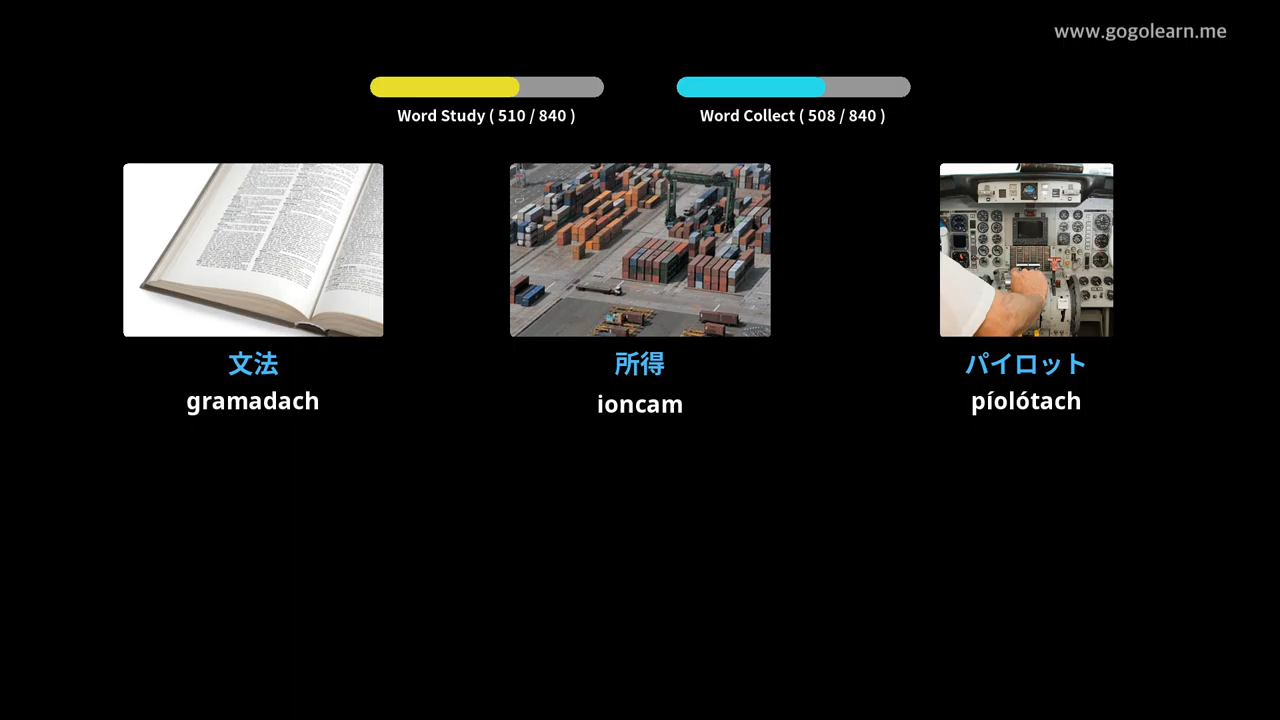 www.gogolearn.me
Word Study ( 510 / 840 )
Word Collect ( 508 / 840 )
文法
所得
パイロット
gramadach
ioncam
píolótach